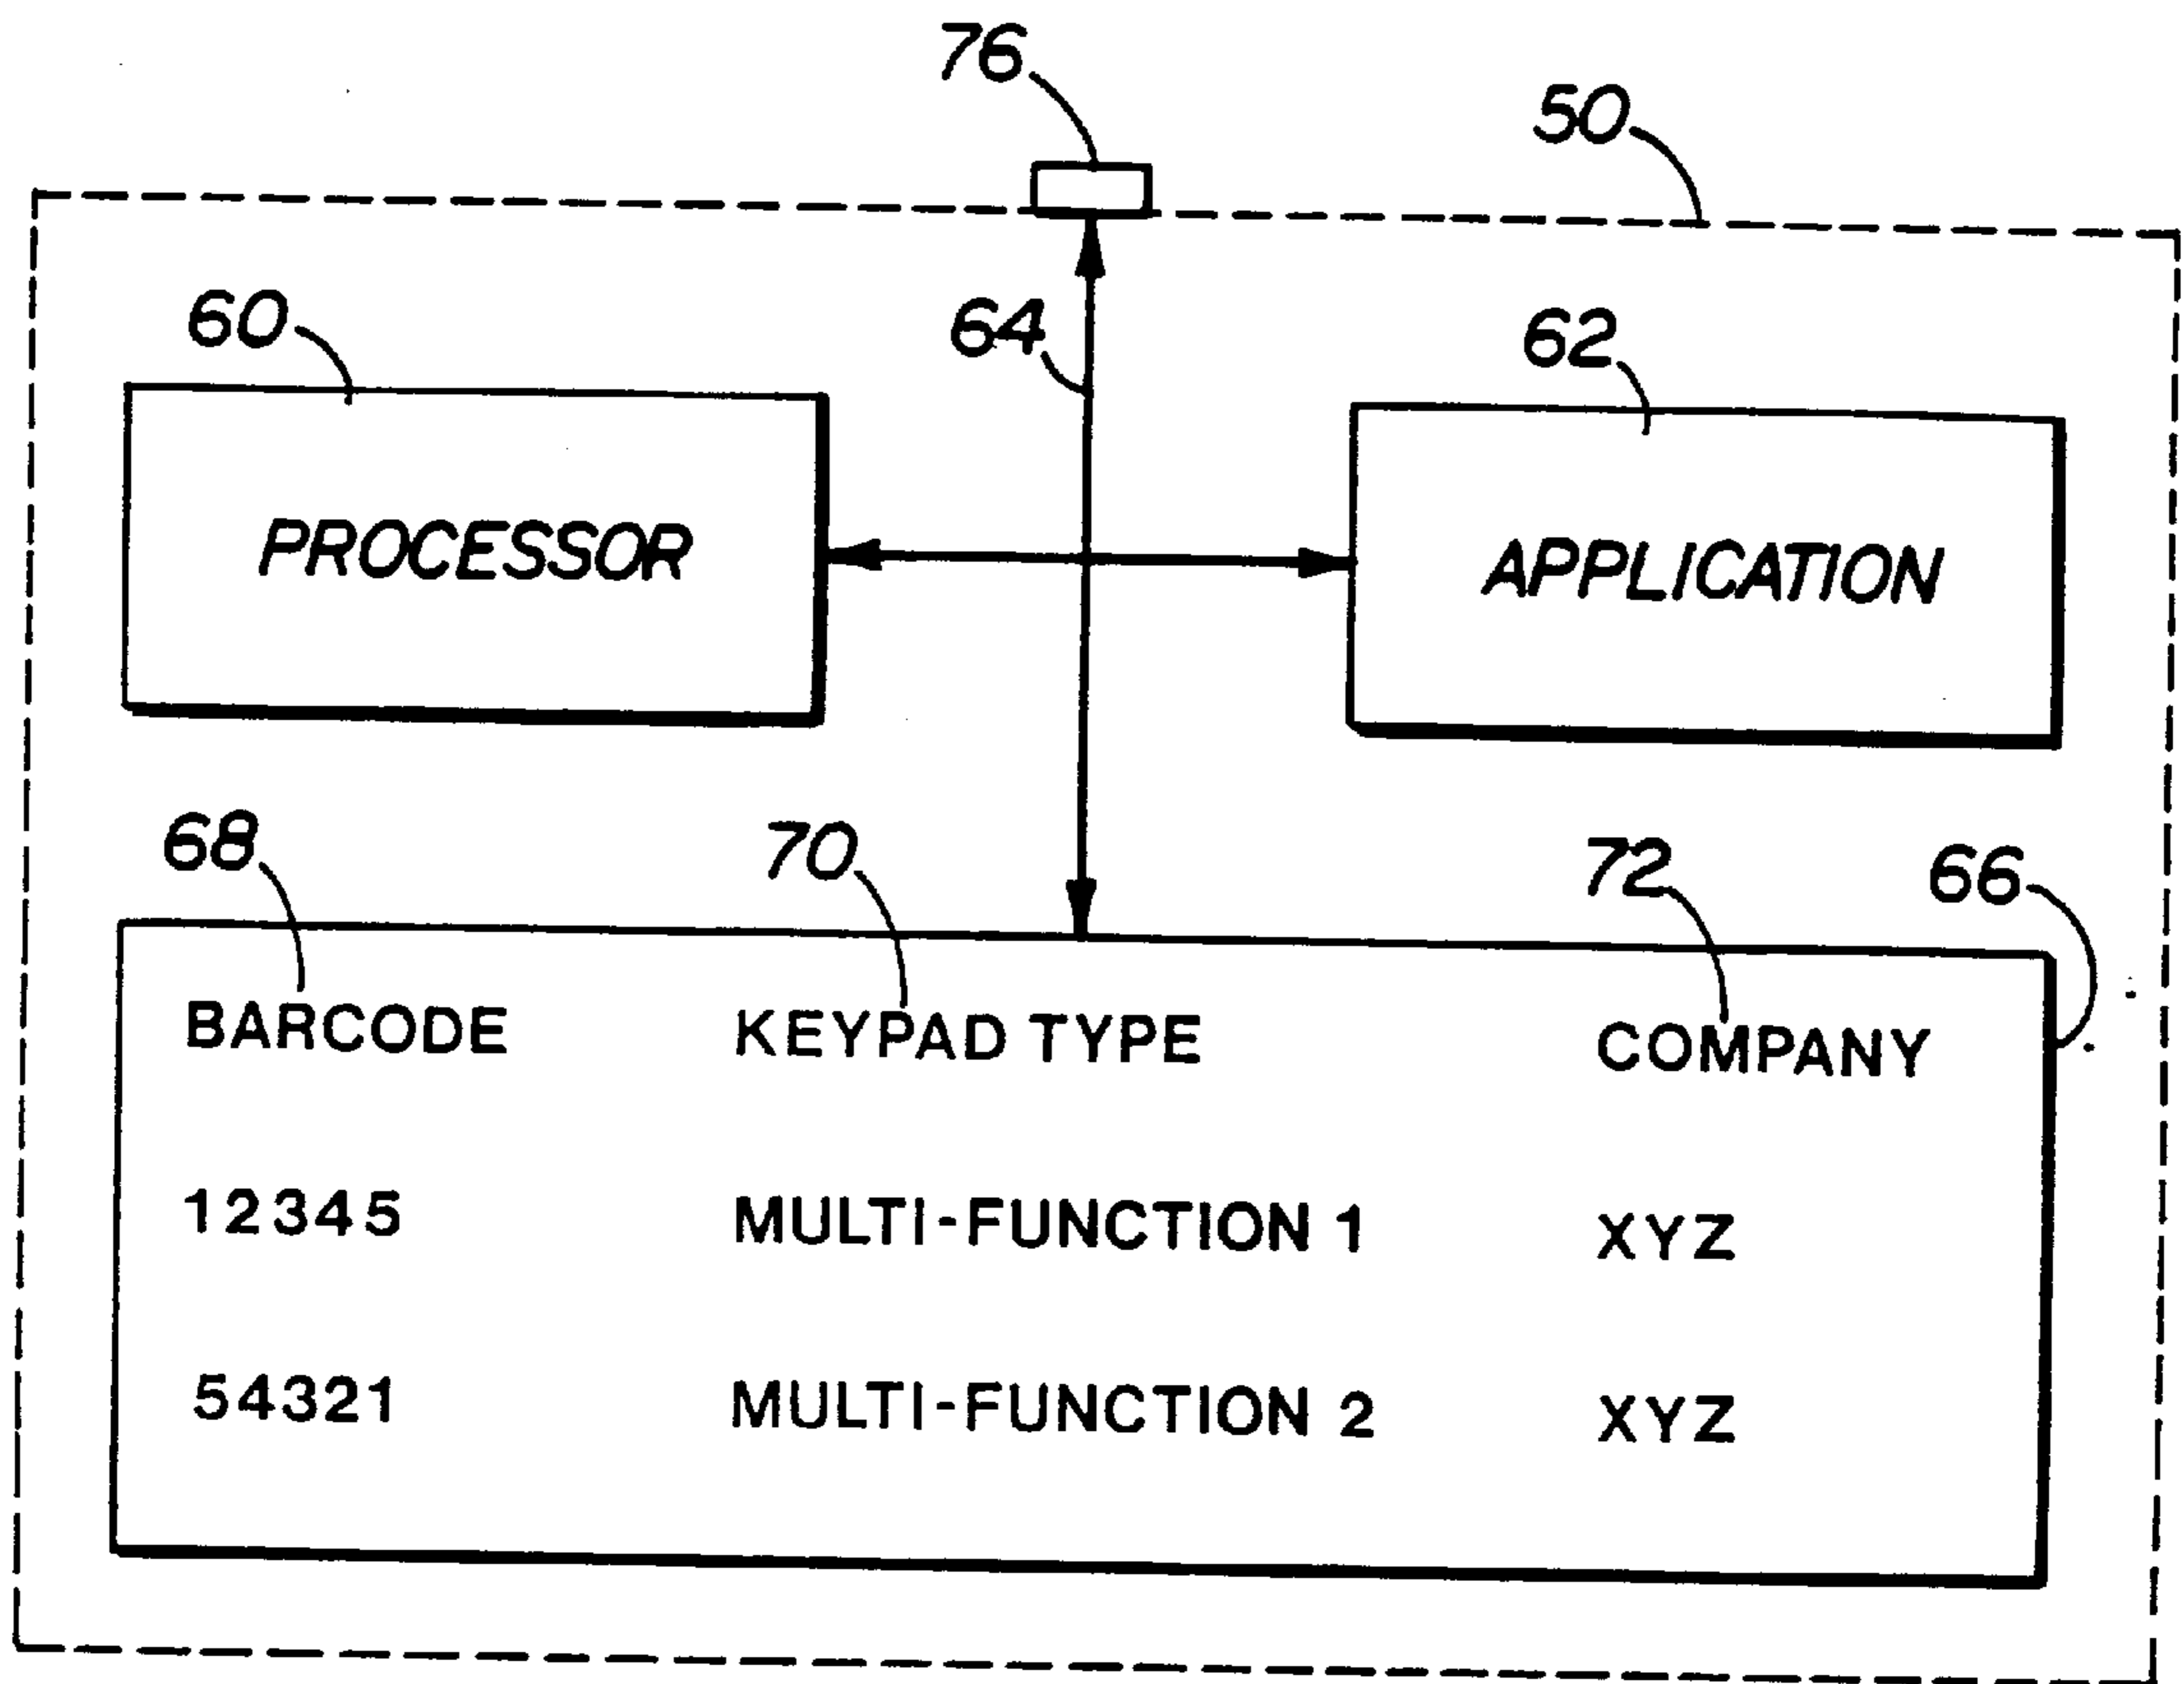 76
50
60
64
62
PROCESSOR
APPLICATION
68
70
72
66
BARCODE KEYPAD TYPE COMPANY
12345 MULTI-FUNCTION 1 XYZ
54321 MULTI-FUNCTION 2 XYZ